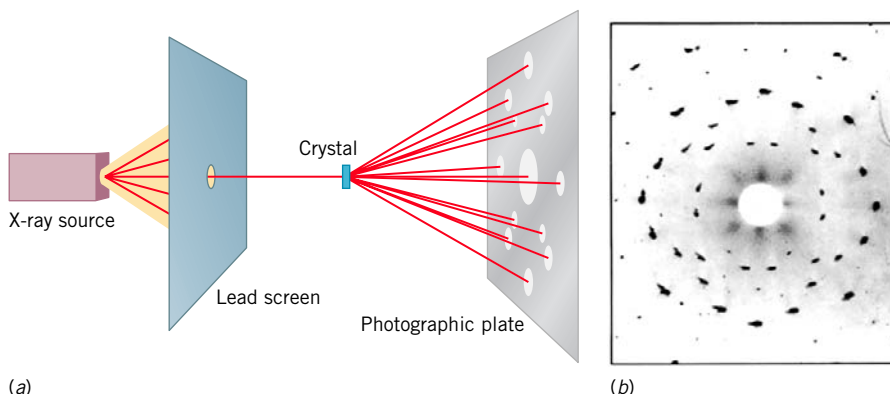 Crystal
X-ray source
Lead screen
Photographic plate
(a)
(b)